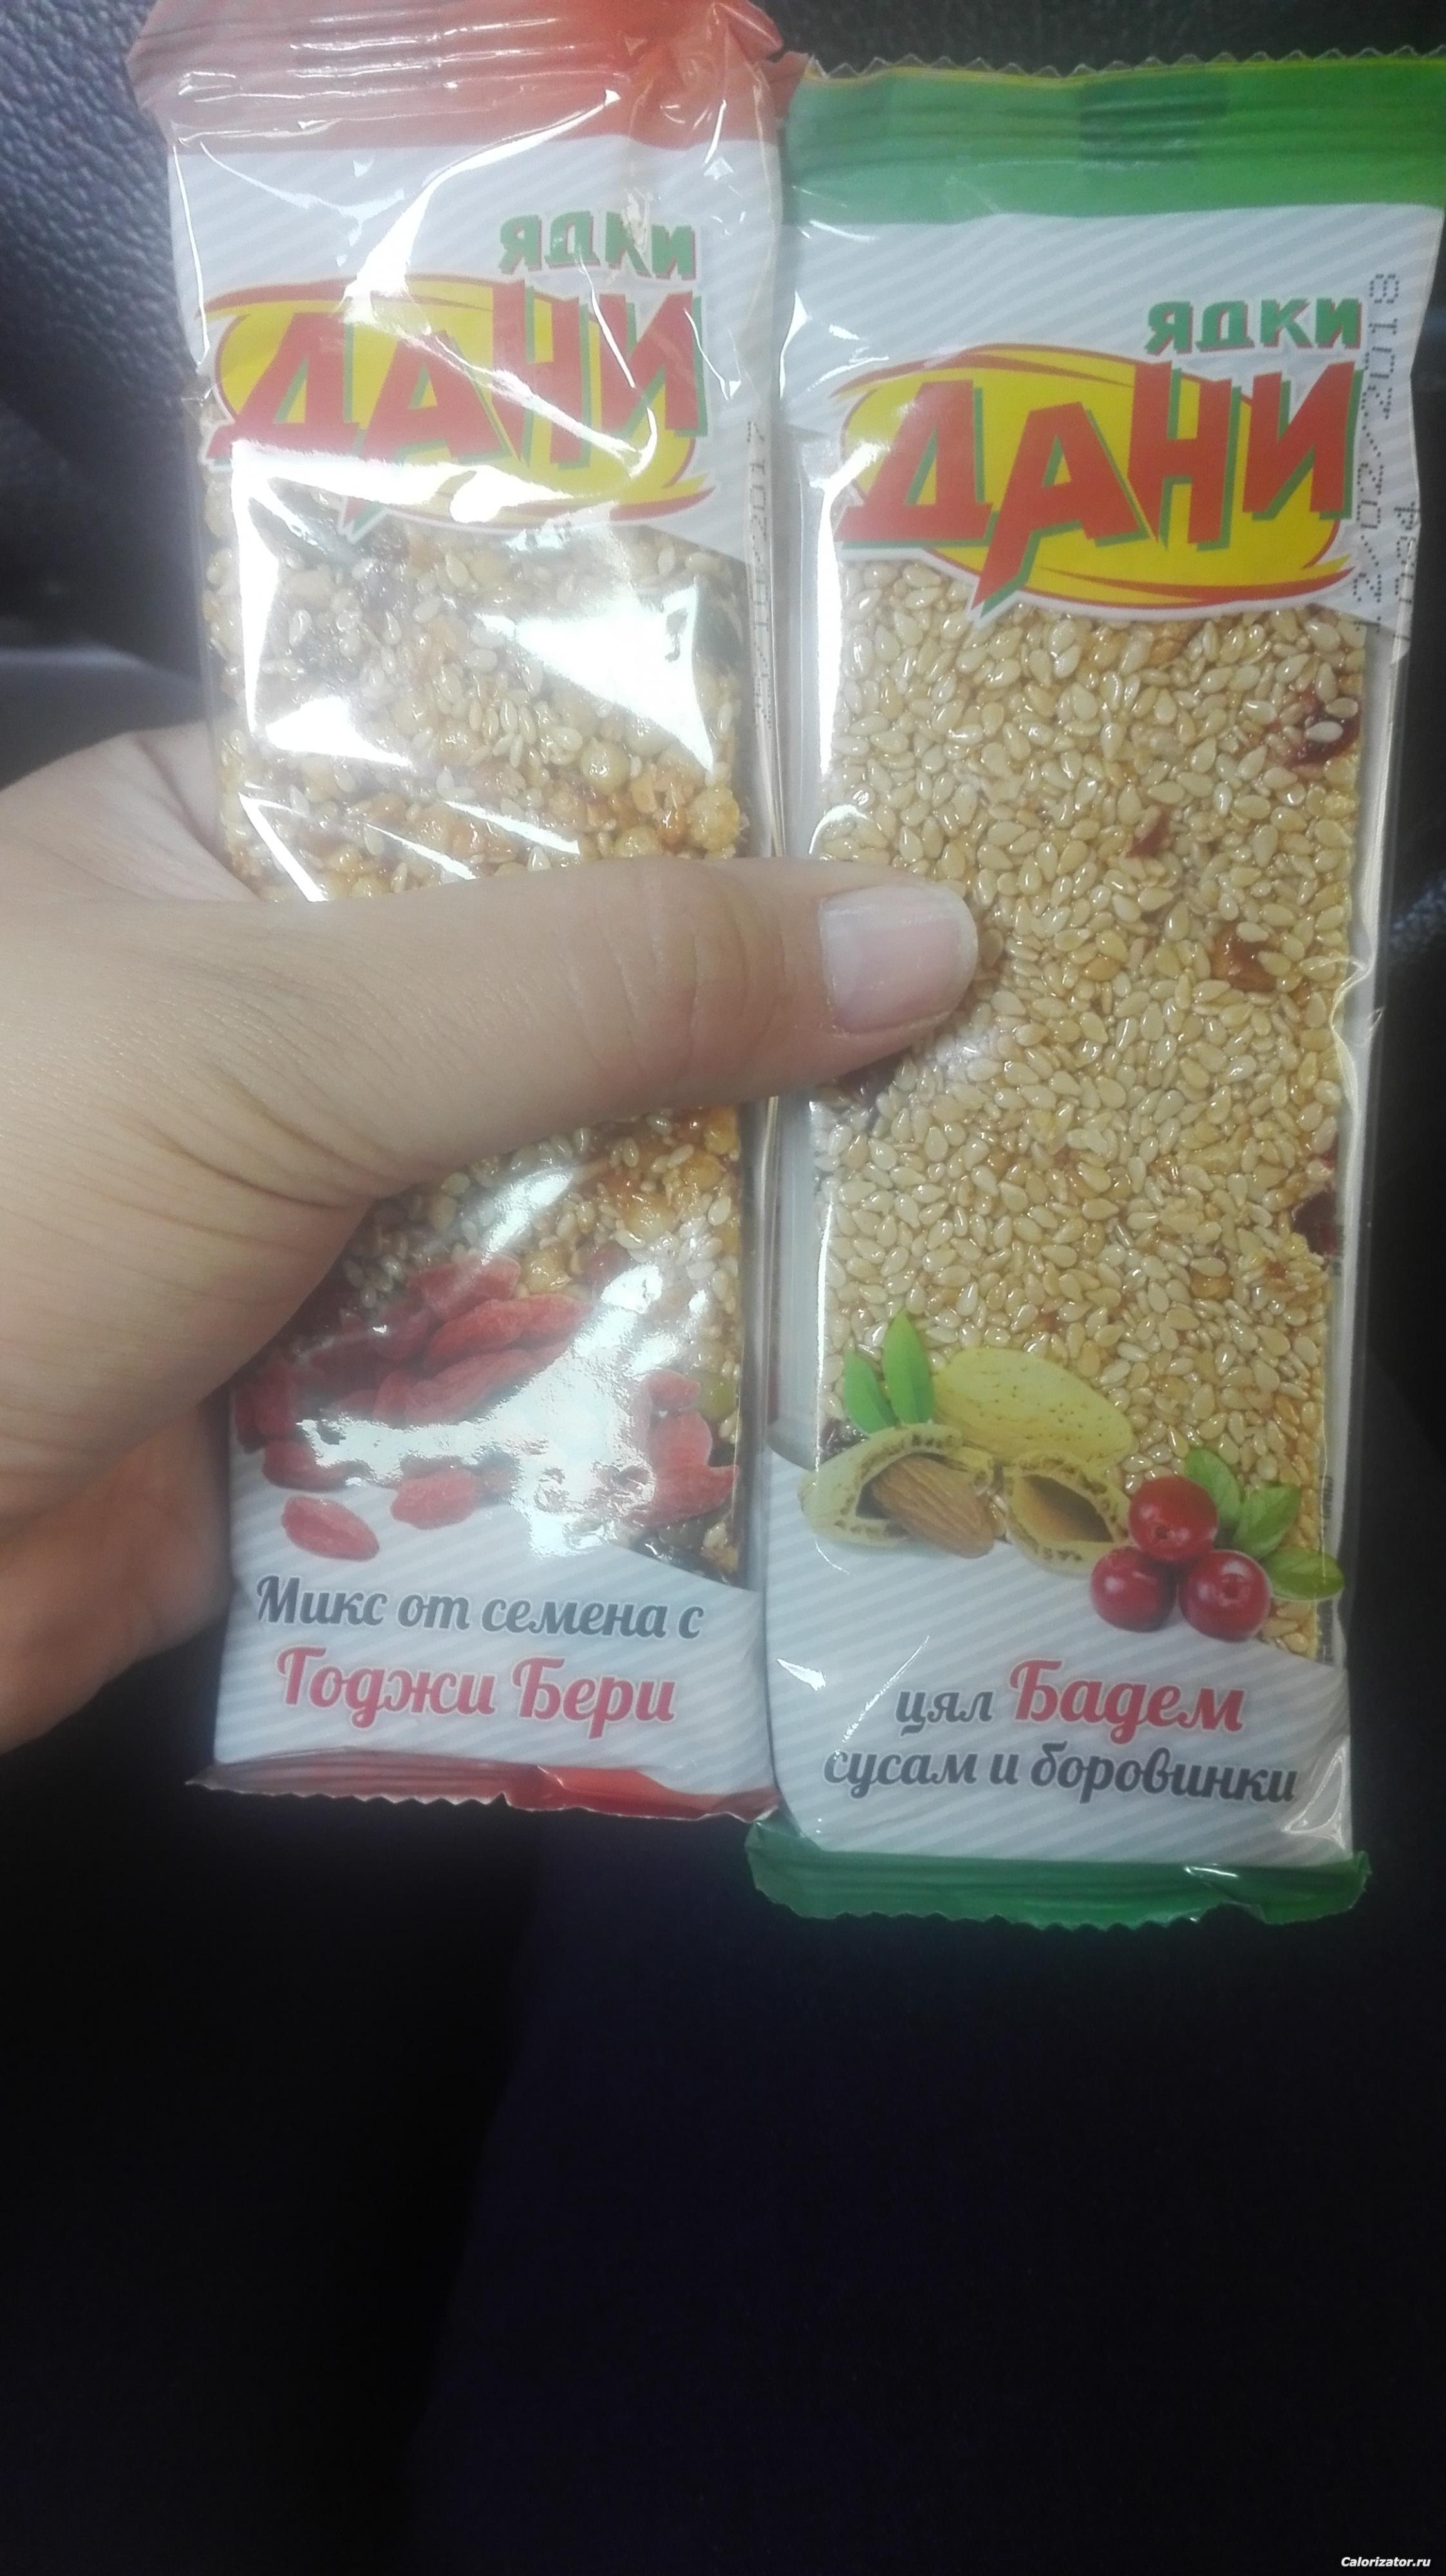 ЯДКИ
ДАНИ
Микс от семена с
Годжи Бери
ЯДКИ
ДАНИ
цял Бадем
сусам и боровинки
Calorizator.ru